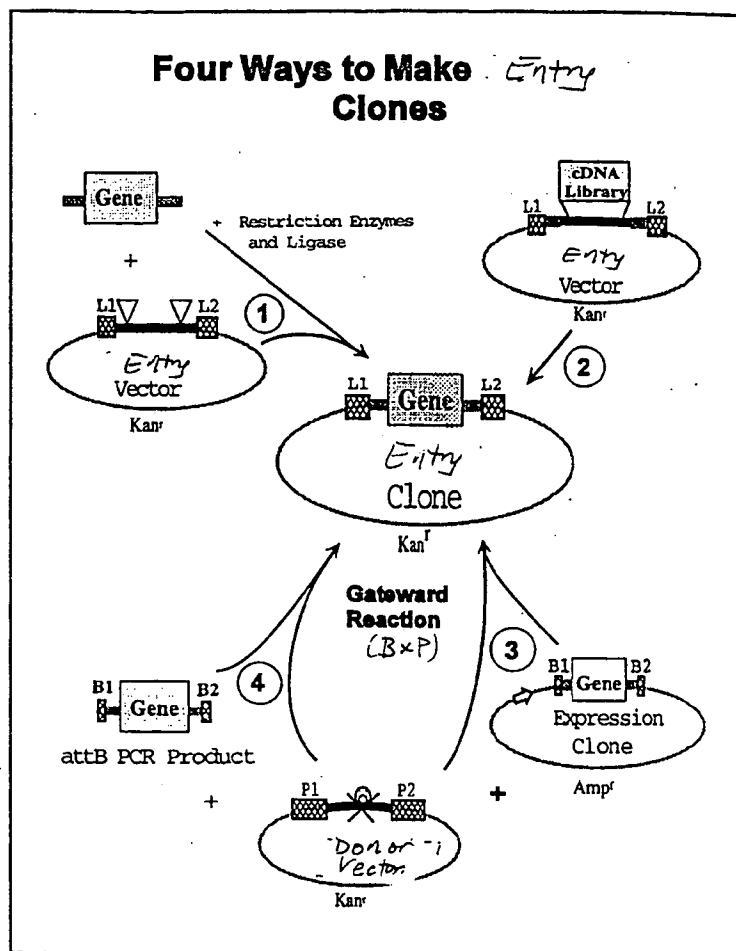 Four Ways to Make Entry
Clones
Gene
+ Restriction Enzymes
and Ligase
+
L1 L2
Entry
Vector
Kanr
1
cDNA
Library
L1 L2
Entry
Vector
Kanr
2
L1 L2
Gene
Entry
Clone
Kanr
Gateward
Reaction
(B×P)
4
3
B1 Gene B2
attB PCR Product
+
B1 Gene B2
Expression
Clone
Ampr
+
P1 P2
Donor
Vector
Kanr